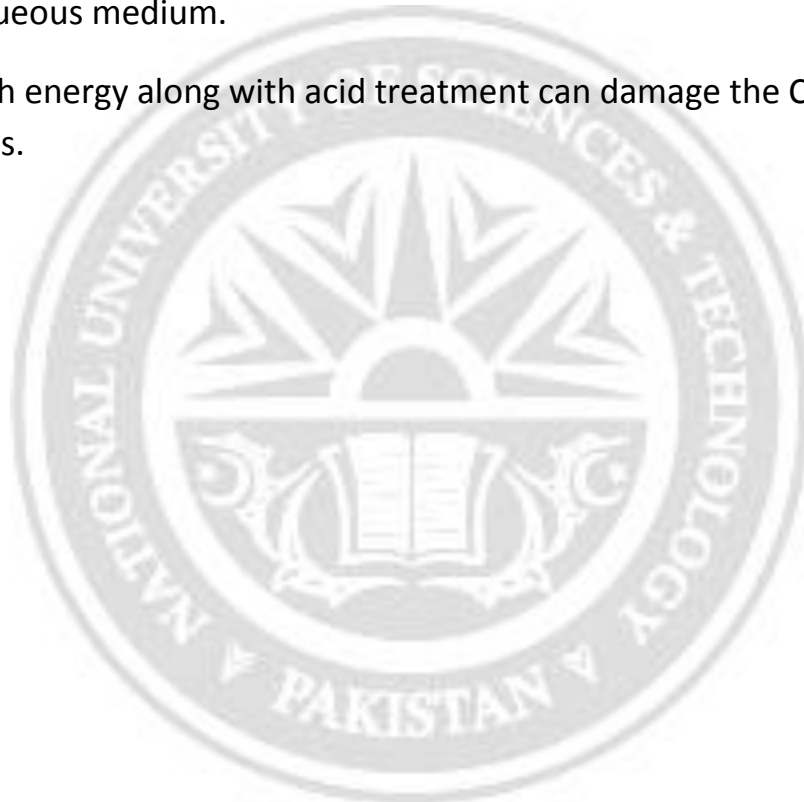 ueous medium.
h energy along with acid treatment can damage the C
s.
NATIONAL UNIVERSITY OF SCIENCES & TECHNOLOGY
PAKISTAN